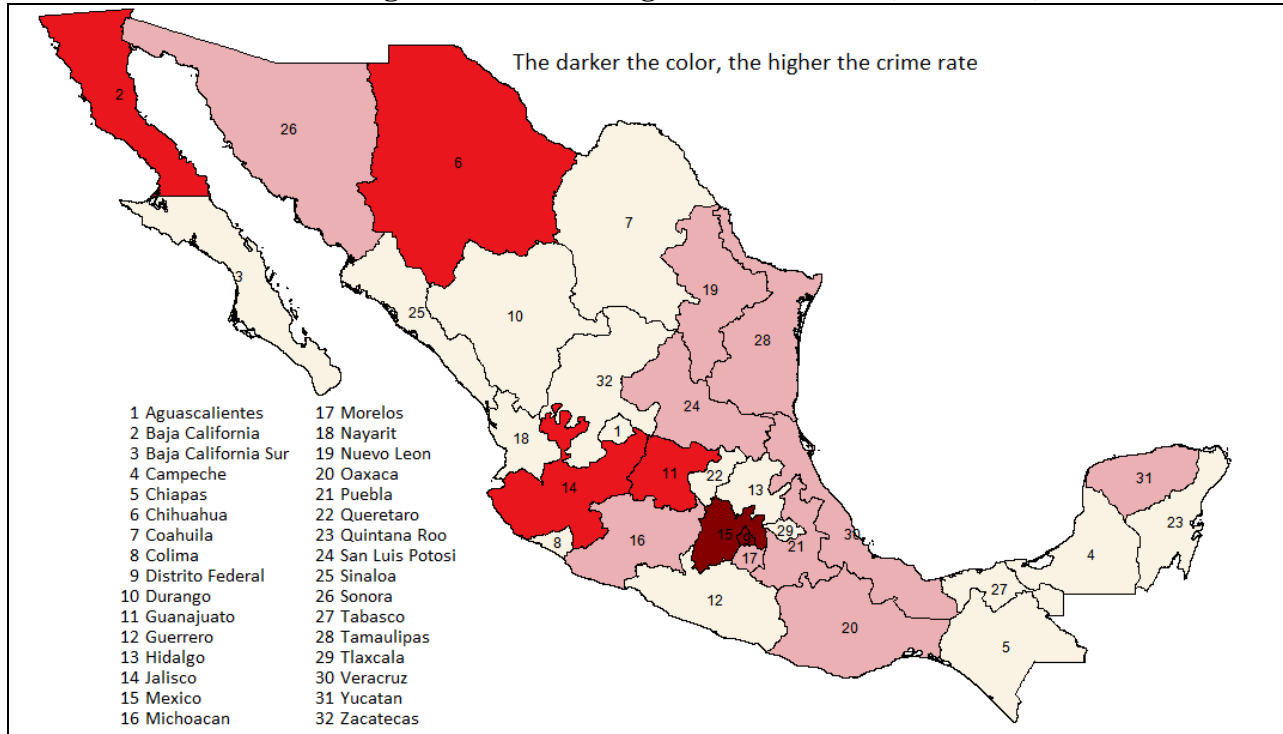 The darker the color, the higher the crime rate
2
26
6
7
3
25
10
19
28
32
24
18
1
14
11
22
13
31
8
16
15
9
17
29
21
30
23
4
12
20
27
5
1 Aguascalientes
2 Baja California
3 Baja California Sur
4 Campeche
5 Chiapas
6 Chihuahua
7 Coahuila
8 Colima
9 Distrito Federal
10 Durango
11 Guanajuato
12 Guerrero
13 Hidalgo
14 Jalisco
15 Mexico
16 Michoacan
17 Morelos
18 Nayarit
19 Nuevo Leon
20 Oaxaca
21 Puebla
22 Queretaro
23 Quintana Roo
24 San Luis Potosi
25 Sinaloa
26 Sonora
27 Tabasco
28 Tamaulipas
29 Tlaxcala
30 Veracruz
31 Yucatan
32 Zacatecas